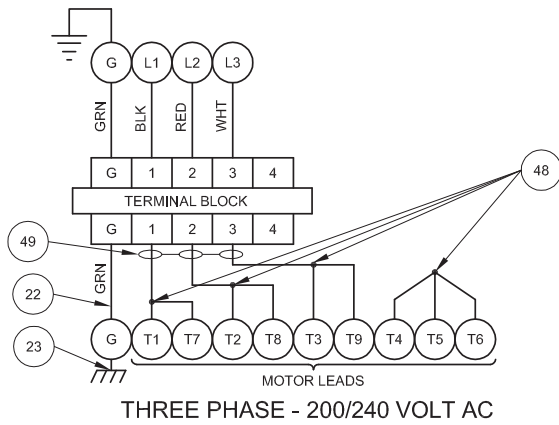 G L1 L2 L3
GRN BLK RED WHT
G 1 2 3 4
TERMINAL BLOCK
G 1 2 3 4
48
49
GRN
22
23
G T1 T7 T2 T8 T3 T9 T4 T5 T6
MOTOR LEADS
THREE PHASE - 200/240 VOLT AC